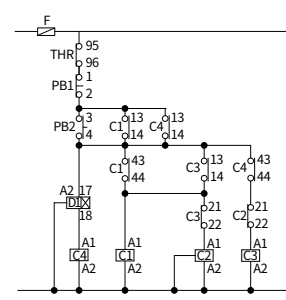 F
95
THR
96
1
PB1
2
3 13 13
PB2 C1 C4
4 14 14
43 13 43
C1 C3 C4
44 14 44
A2 17
D1
18
21 21
C3 C2
22 22
A1 A1 A1 A1
C4 C1 C2 C3
A2 A2 A2 A2